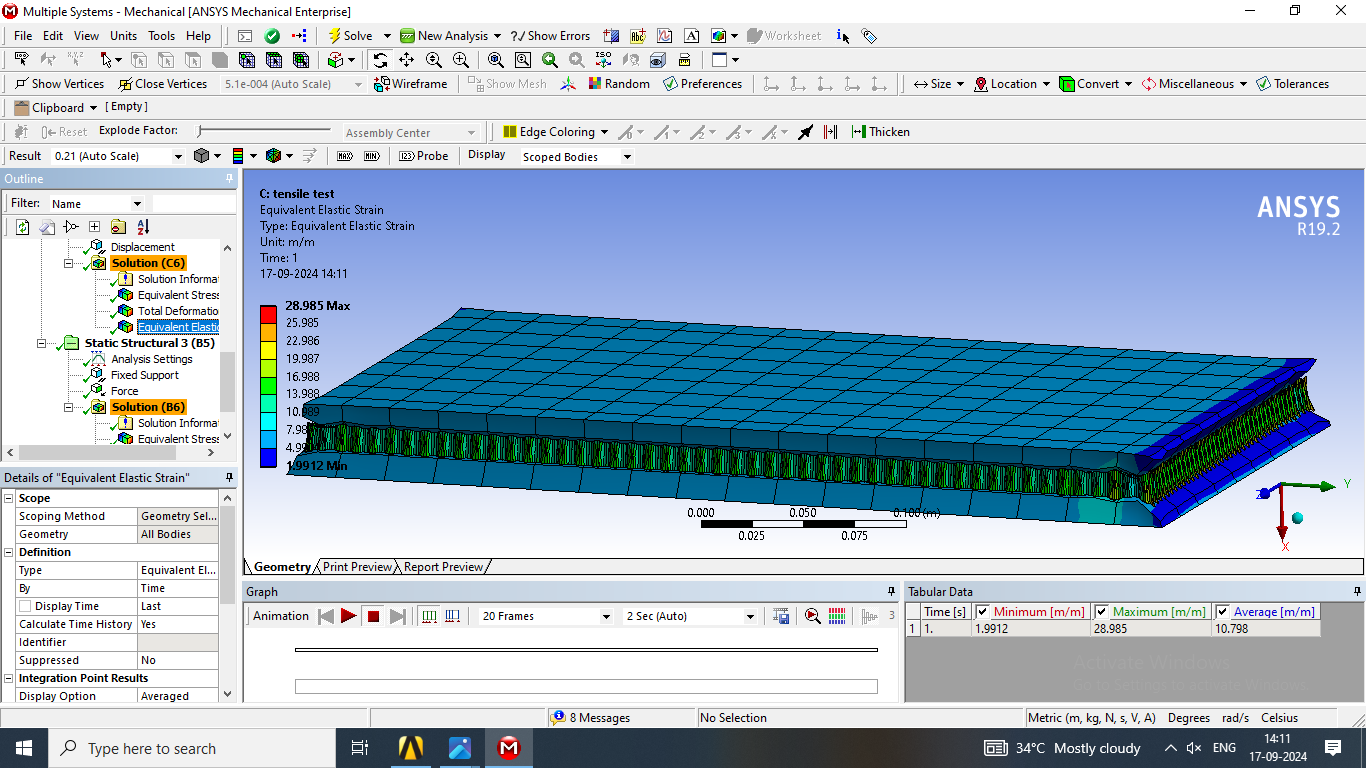 Multiple Systems - Mechanical [ANSYS Mechanical Enterprise]
File Edit View Units Tools Help Solve New Analysis ?/ Show Errors A Worksheet
Show Vertices Close Vertices 5.1e-004 (Auto Scale) Wireframe Show Mesh Random Preferences Size Location Convert Miscellaneous Tolerances
Clipboard [ Empty ]
Reset Explode Factor: Assembly Center Edge Coloring Thicken
Result 0.21 (Auto Scale) MAX MIN 123 Probe Display Scoped Bodies
Outline
Filter: Name
Displacement
Solution (C6)
Solution Informat
Equivalent Stress
Total Deformatio
Equivalent Elastic
Static Structural 3 (B5)
Analysis Settings
Fixed Support
Force
Solution (B6)
Solution Informat
Equivalent Stress
Details of "Equivalent Elastic Strain"
Scope
Scoping Method Geometry Sel...
Geometry All Bodies
Definition
Type Equivalent El...
By Time
Display Time Last
Calculate Time History Yes
Identifier
Suppressed No
Integration Point Results
Display Option Averaged
C: tensile test
Equivalent Elastic Strain
Type: Equivalent Elastic Strain
Unit: m/m
Time: 1
17-09-2024 14:11
ANSYS
R19.2
28.985 Max
25.985
22.986
19.987
16.988
13.988
10.989
1.9912 Min
0.000 0.050 0.100 (m)
0.025 0.075
Z Y
X
Geometry Print Preview Report Preview
Graph
Animation 20 Frames 2 Sec (Auto) 3
Tabular Data
Time [s] Minimum [m/m] Maximum [m/m] Average [m/m]
1 1. 1.9912 28.985 10.798
Activate Windows
Go to Settings to activate Windows.
8 Messages No Selection Metric (m, kg, N, s, V, A) Degrees rad/s Celsius
Type here to search 34°C Mostly cloudy ENG 14:11
17-09-2024